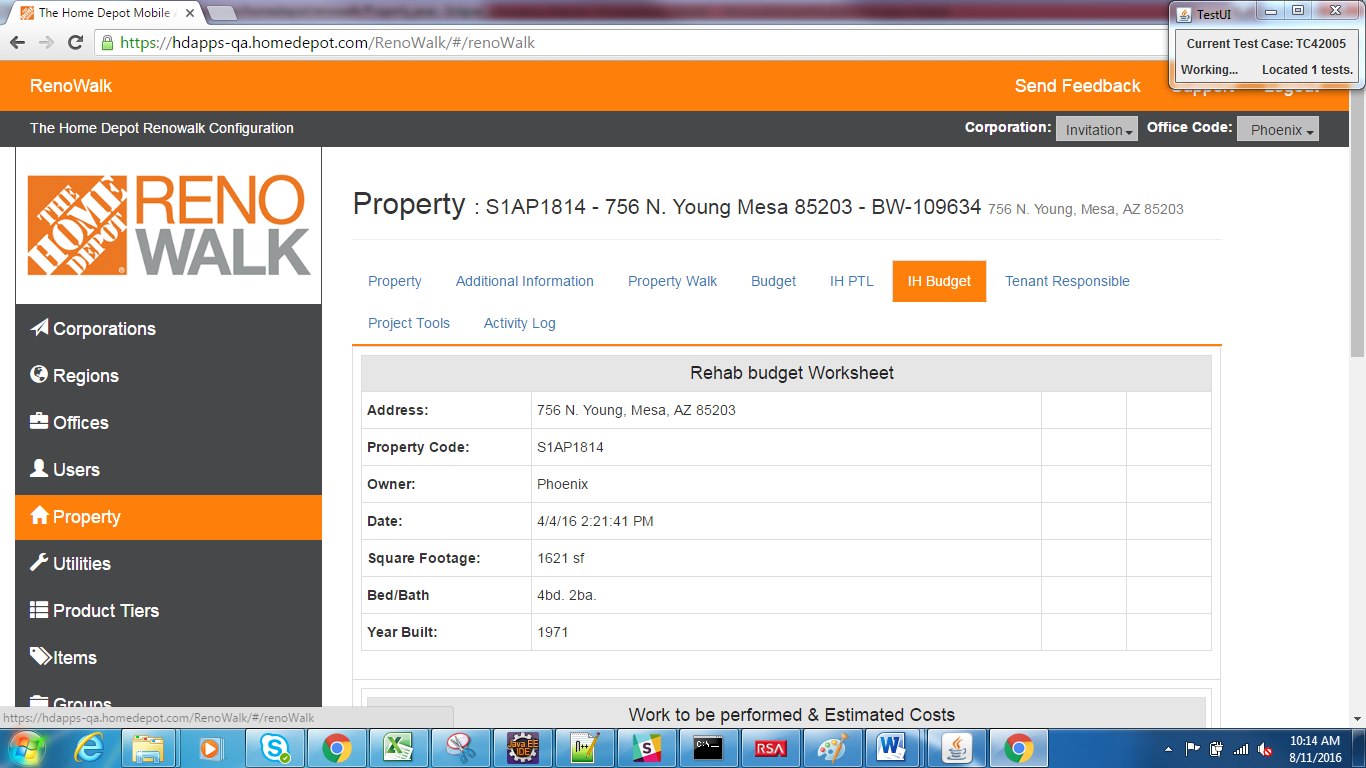 The Home Depot Mobile
TestUI
https://hdapps-qa.homedepot.com/RenoWalk/#/renoWalk
Current Test Case: TC42005
Working... Located 1 tests.
RenoWalk Send Feedback
The Home Depot Renowalk Configuration Corporation: Invitation Office Code: Phoenix
THE HOME DEPOT
RENO
WALK
Property : S1AP1814 - 756 N. Young Mesa 85203 - BW-109634 756 N. Young, Mesa, AZ 85203
Property Additional Information Property Walk Budget IH PTL IH Budget Tenant Responsible
Project Tools Activity Log
Corporations
Regions
Offices
Users
Property
Utilities
Product Tiers
Items
Groups
Rehab budget Worksheet
Address: 756 N. Young, Mesa, AZ 85203
Property Code: S1AP1814
Owner: Phoenix
Date: 4/4/16 2:21:41 PM
Square Footage: 1621 sf
Bed/Bath 4bd. 2ba.
Year Built: 1971
Work to be performed & Estimated Costs
https://hdapps-qa.homedepot.com/RenoWalk/#/renoWalk
Java EE
IDE
C:\
RSA
10:14 AM
8/11/2016